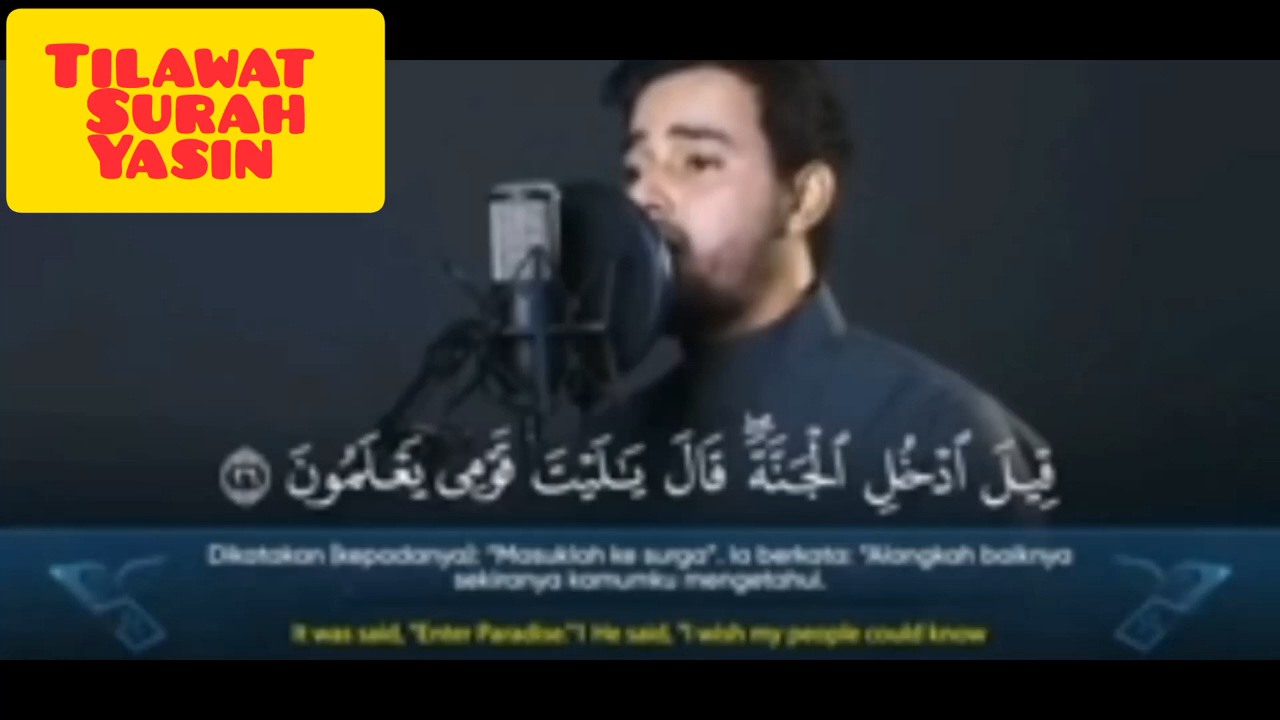 TILAWAT
SURAH
YASIN
قِيلَ ٱدْخُلِ ٱلْجَنَّةَ ۖ قَالَ يَـٰلَيْتَ قَوْمِى يَعْلَمُونَ ٢٦
Dikatakan (kepadanya): "Masuklah ke surga". Ia berkata: "Alangkah baiknya
sekiranya kamumku mengetahui.
It was said, "Enter Paradise."! He said, "I wish my people could know